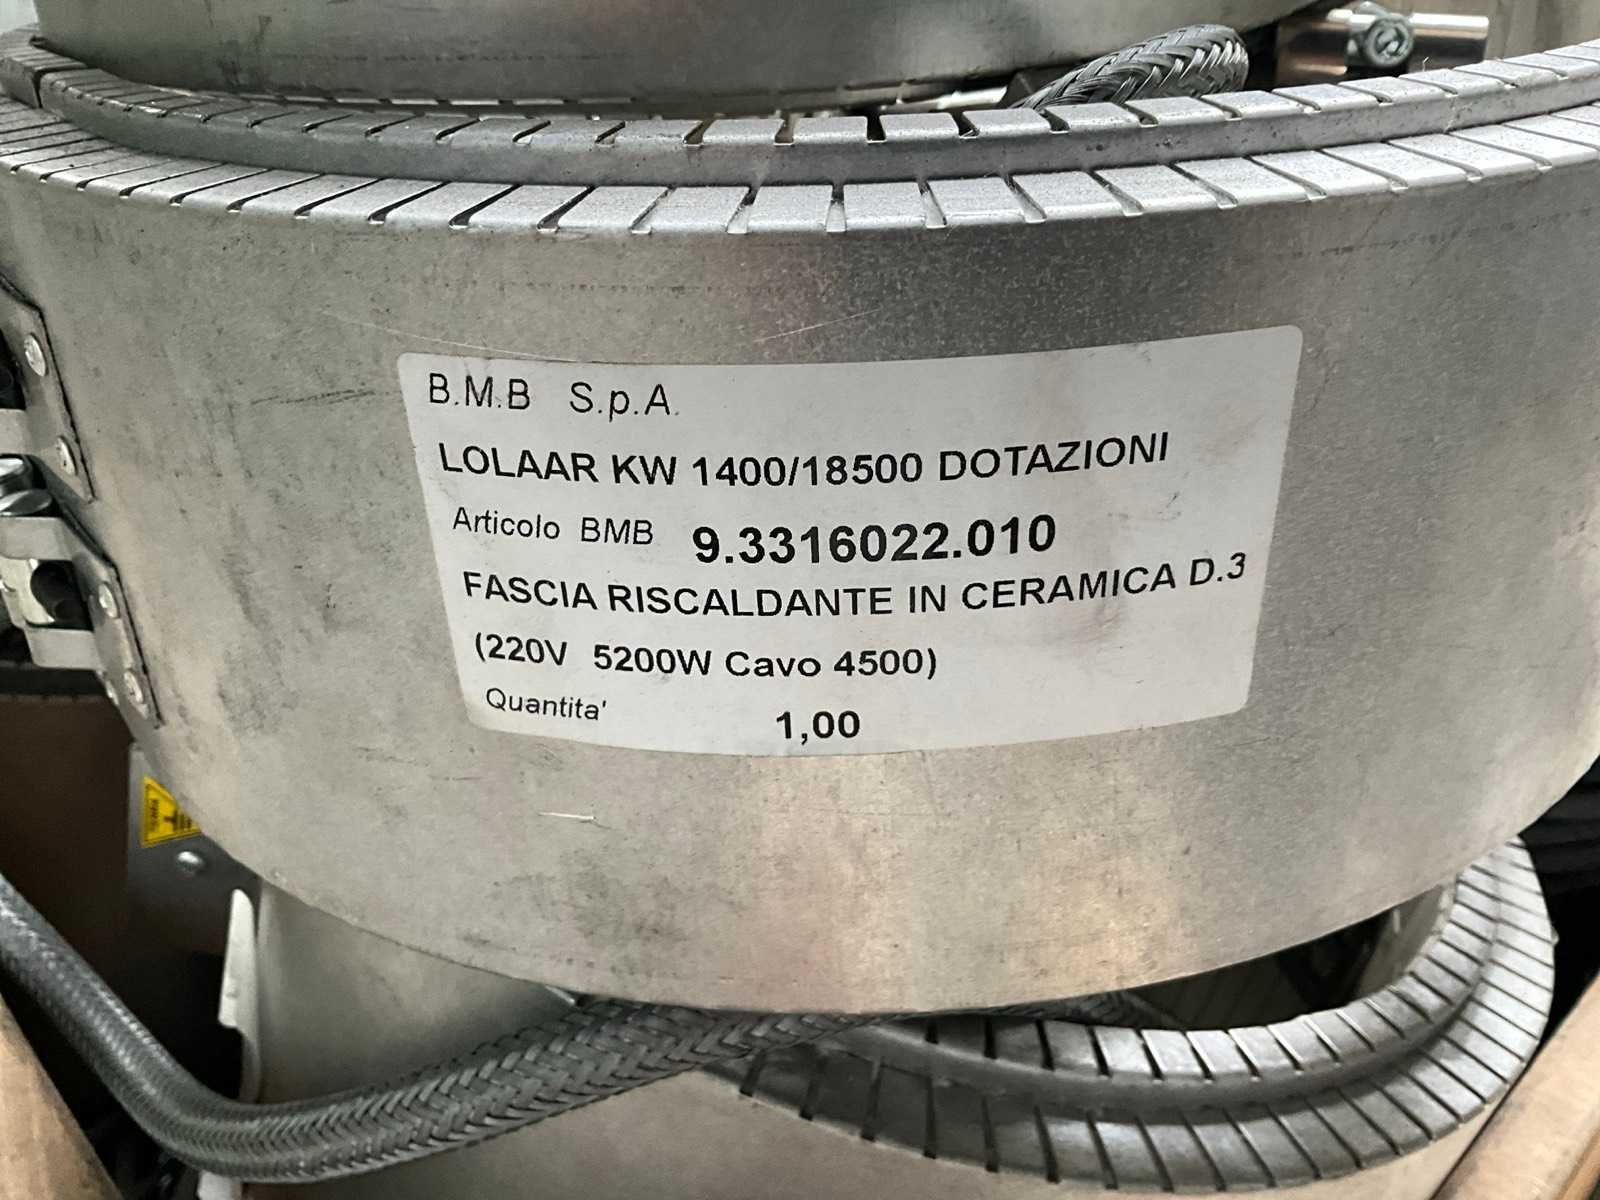 B.M.B S.p.A.
LOLAAR KW 1400/18500 DOTAZIONI
Articolo BMB 9.3316022.010
FASCIA RISCALDANTE IN CERAMICA D.3
(220V 5200W Cavo 4500)
Quantita' 1,00